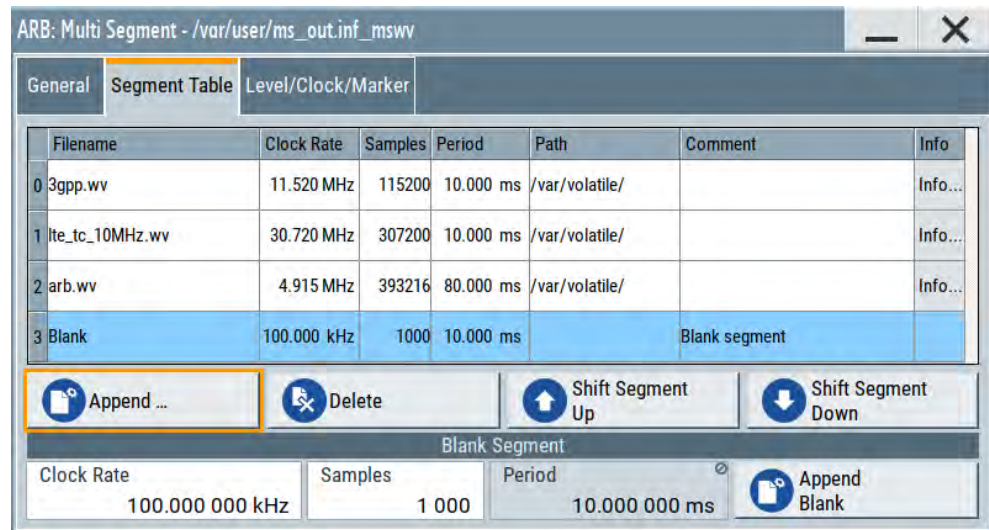 ARB: Multi Segment - /var/user/ms_out.inf_mswv
General Segment Table Level/Clock/Marker
Filename Clock Rate Samples Period Path Comment Info
0 3gpp.wv 11.520 MHz 115200 10.000 ms /var/volatile/ Info...
1 lte_tc_10MHz.wv 30.720 MHz 307200 10.000 ms /var/volatile/ Info...
2 arb.wv 4.915 MHz 393216 80.000 ms /var/volatile/ Info...
3 Blank 100.000 kHz 1000 10.000 ms Blank segment
Append ... Delete Shift Segment Up Shift Segment Down
Blank Segment
Clock Rate Samples Period
100.000 000 kHz 1 000 10.000 000 ms Append Blank